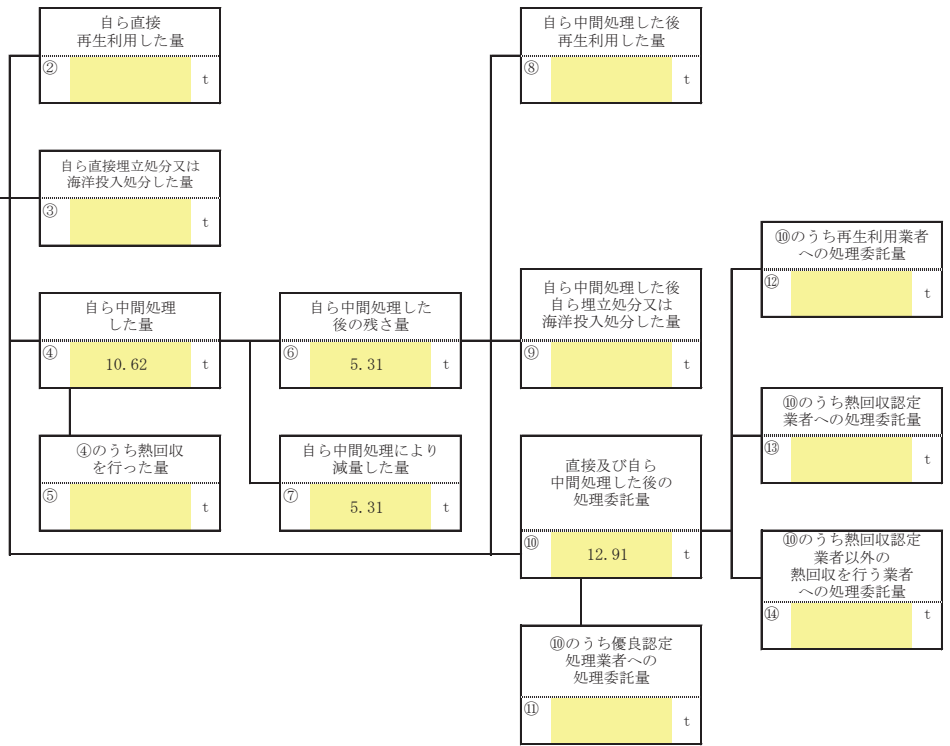 自ら直接
再生利用した量
②
t
自ら中間処理した後
再生利用した量
⑧
t
自ら直接埋立処分又は
海洋投入処分した量
③
t
⑩のうち再生利用業者
への処理委託量
⑫
t
自ら中間処理
した量
④ 10.62 t
自ら中間処理した
後の残さ量
⑥ 5.31 t
自ら中間処理した後
自ら埋立処分又は
海洋投入処分した量
⑨
t
⑩のうち熱回収認定
業者への処理委託量
⑬
t
④のうち熱回収
を行った量
⑤
t
自ら中間処理により
減量した量
⑦ 5.31 t
直接及び自ら
中間処理した後の
処理委託量
⑩ 12.91 t
⑩のうち熱回収認定
業者以外の
熱回収を行う業者
への処理委託量
⑭
t
⑩のうち優良認定
処理業者への
処理委託量
⑪
t